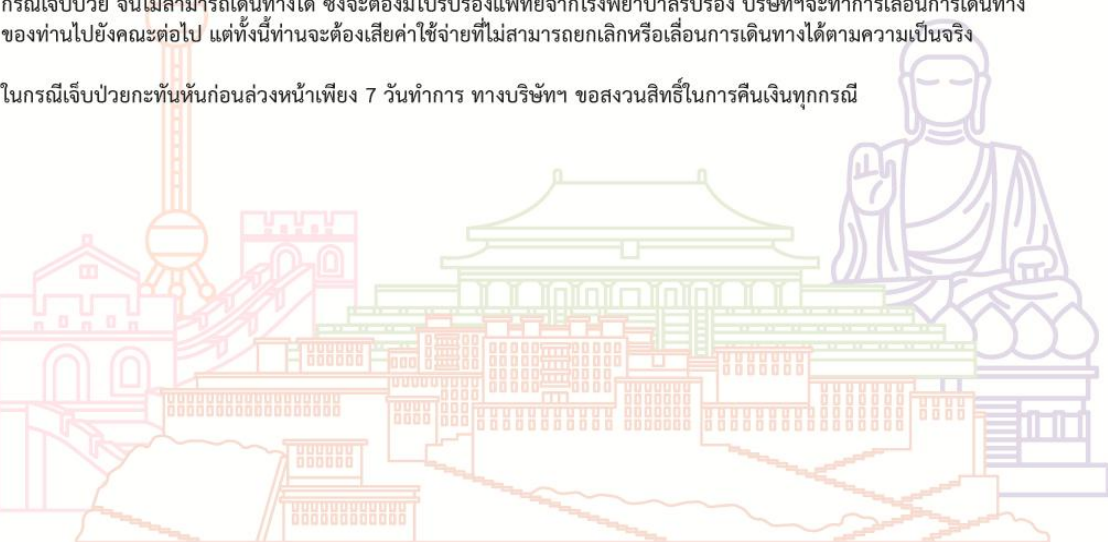 กรณีเจ็บป่วย จนไม่สามารถเดินทางได้ ซึ่งจะต้องมีใบรับรองแพทย์จากโรงพยาบาลรับรอง บริษัทฯจะทำการเลื่อนการเดินทาง
ของท่านไปยังคณะต่อไป แต่ทั้งนี้ท่านจะต้องเสียค่าใช้จ่ายที่ไม่สามารถยกเลิกหรือเลื่อนการเดินทางได้ตามความเป็นจริง
ในกรณีเจ็บป่วยกะทันหันก่อนล่วงหน้าเพียง 7 วันทำการ ทางบริษัทฯ ขอสงวนสิทธิ์ในการคืนเงินทุกกรณี